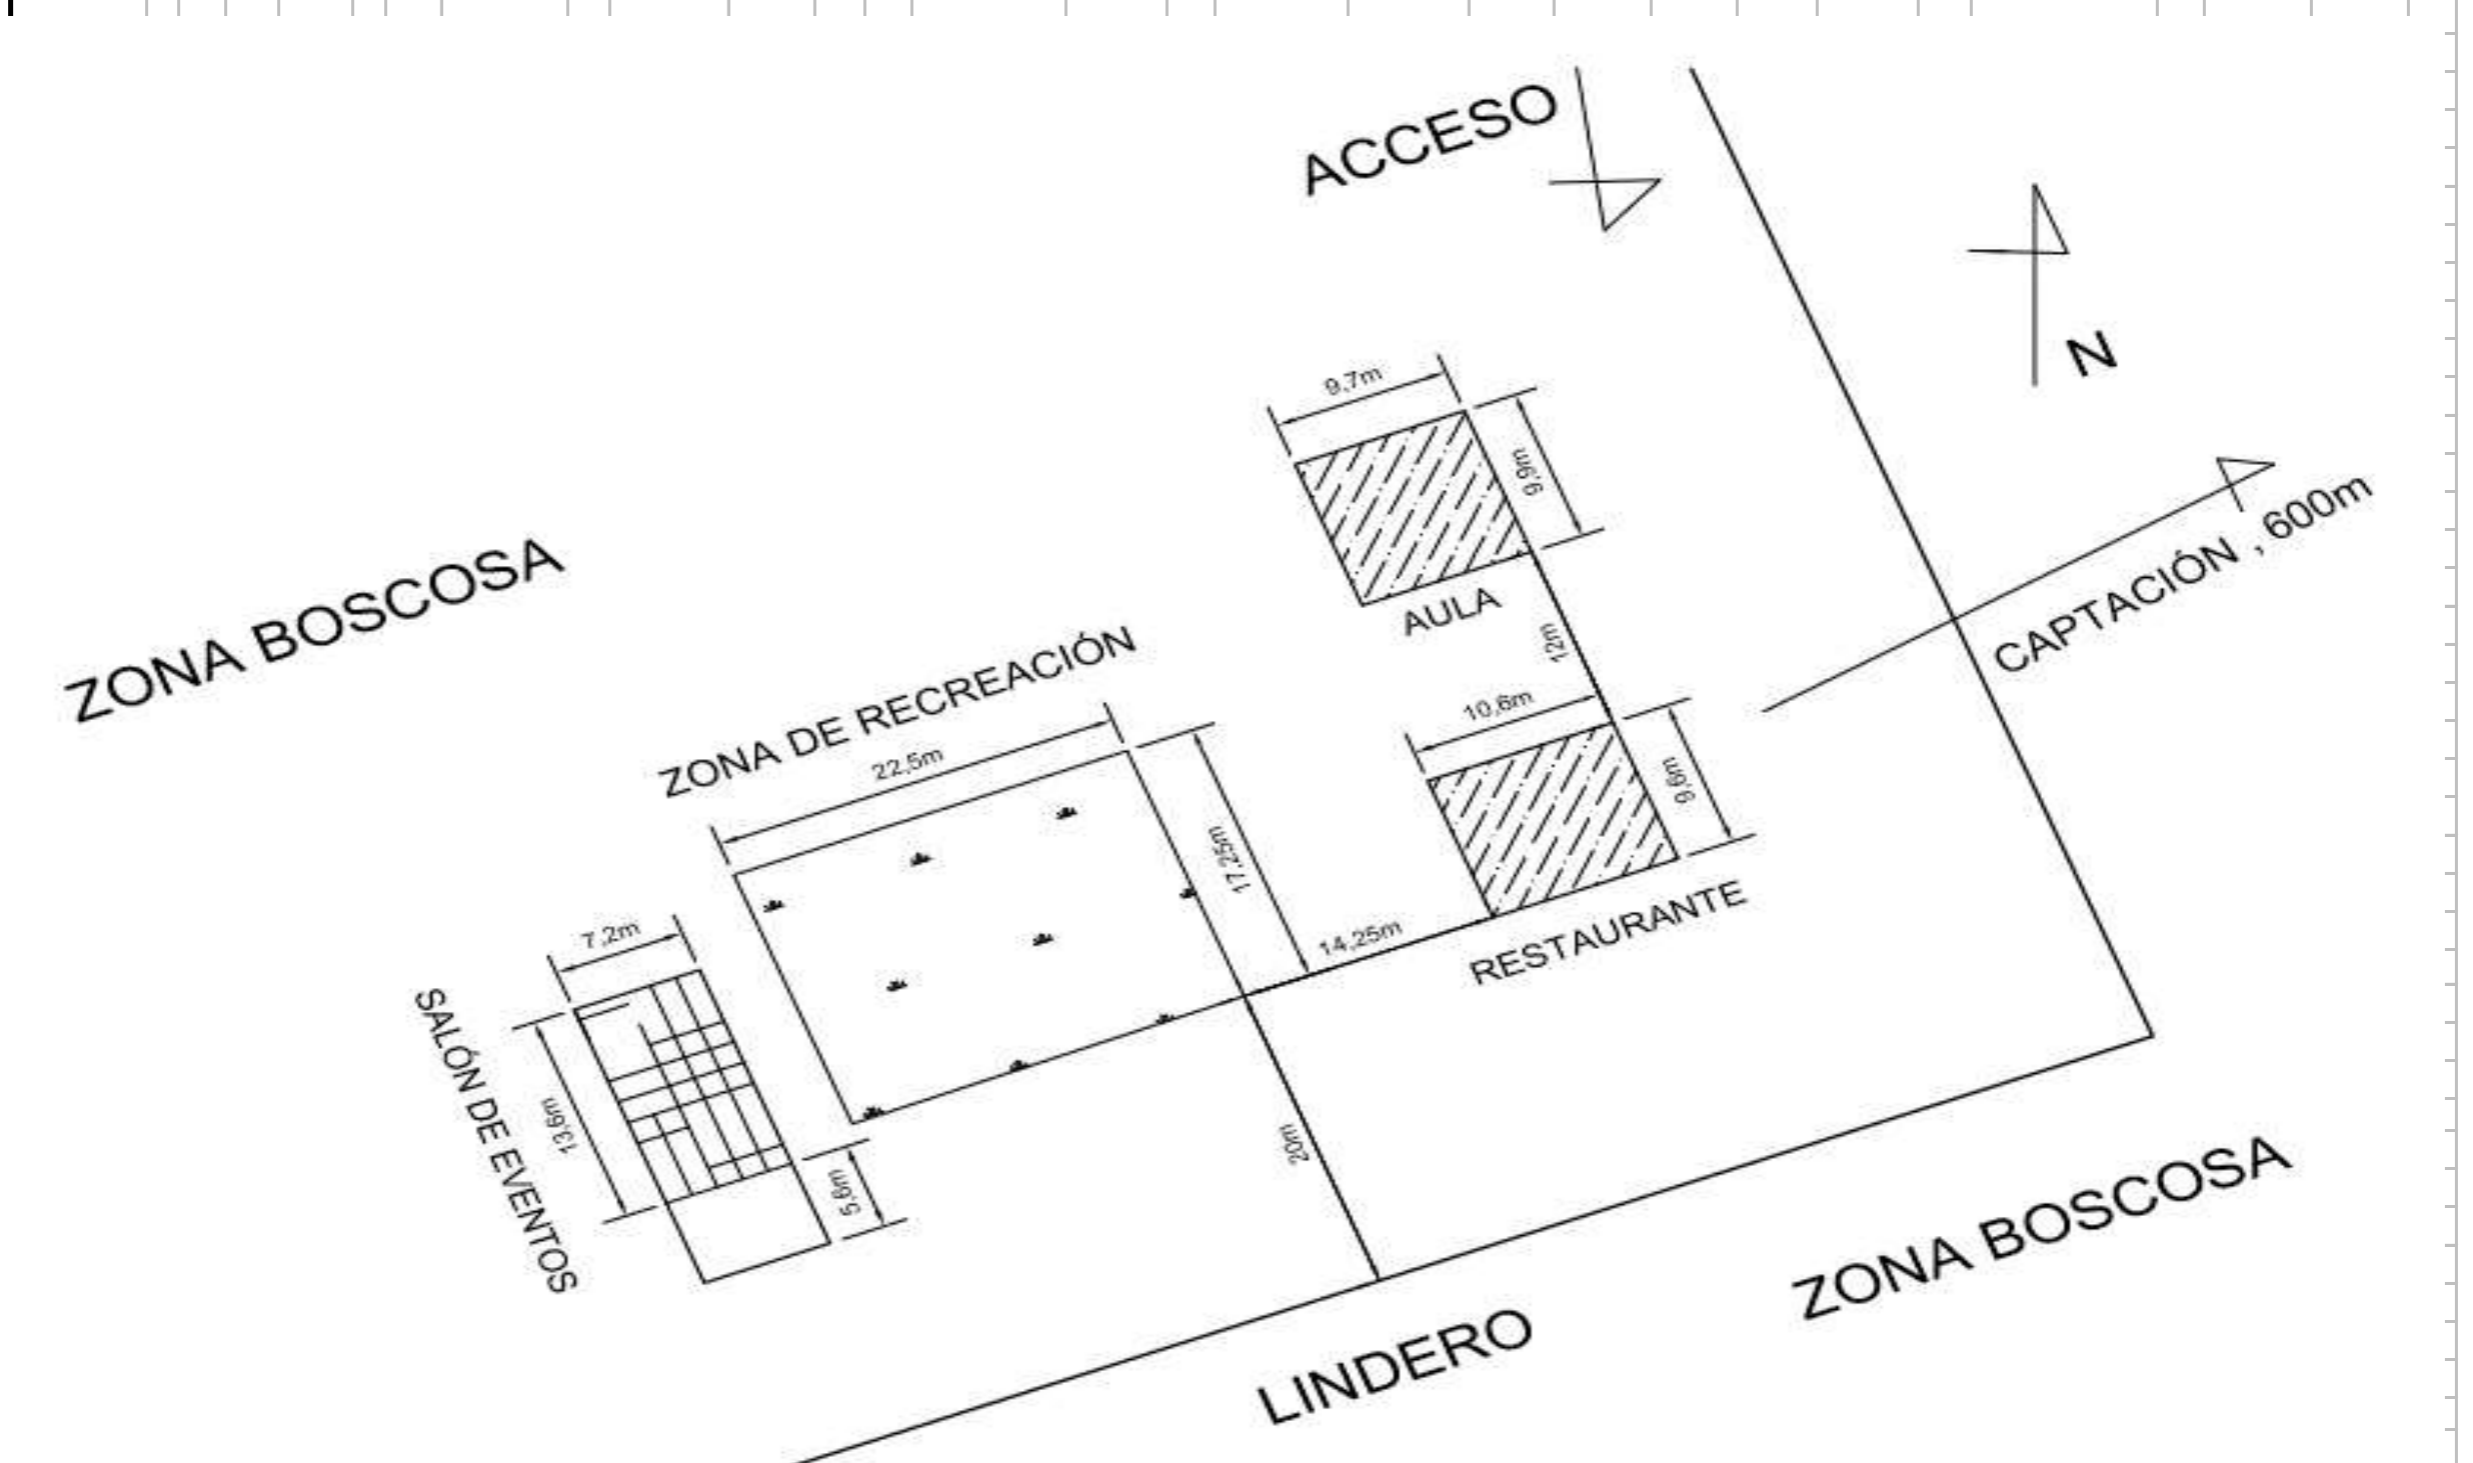 ACCESO
N
9,7m
9,9m
CAPTACIÓN , 600m
ZONA BOSCOSA
AULA
12m
ZONA DE RECREACIÓN
22,5m
10,6m
9,6m
17,25m
14,25m
RESTAURANTE
7,2m
SALÓN DE EVENTOS
13,6m
5,6m
20m
ZONA BOSCOSA
LINDERO